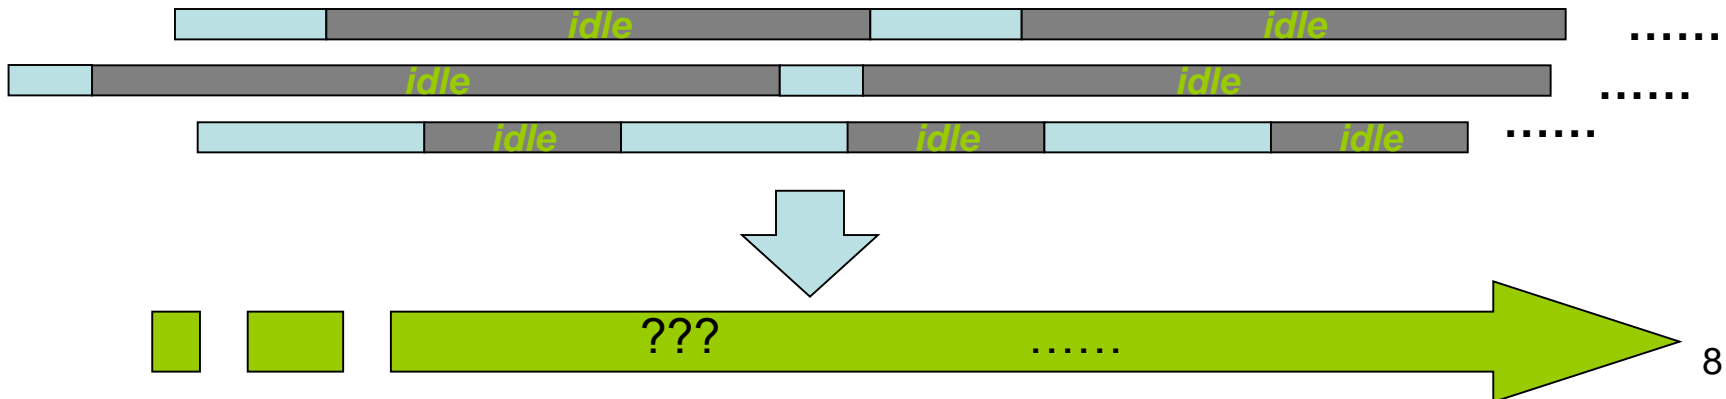 idle idle ......
idle idle ......
idle idle idle ......
??? ......
8